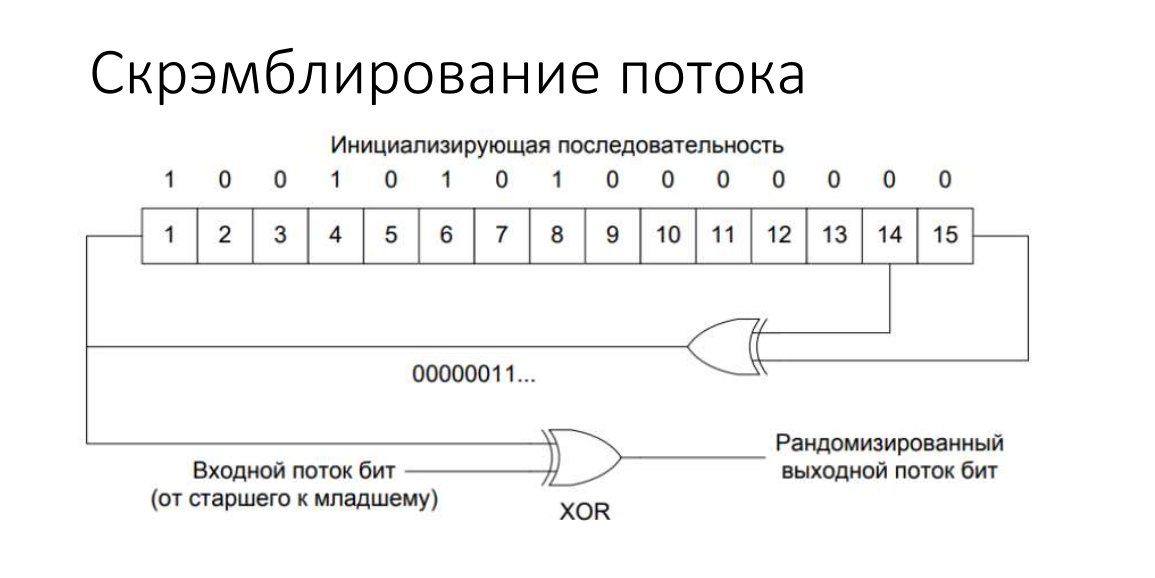 Скрэмблирование потока
Инициализирующая последовательность
1 0 0 1 0 1 0 1 0 0 0 0 0 0 0
1 2 3 4 5 6 7 8 9 10 11 12 13 14 15
00000011...
Входной поток бит
(от старшего к младшему)
XOR
Рандомизированный
выходной поток бит